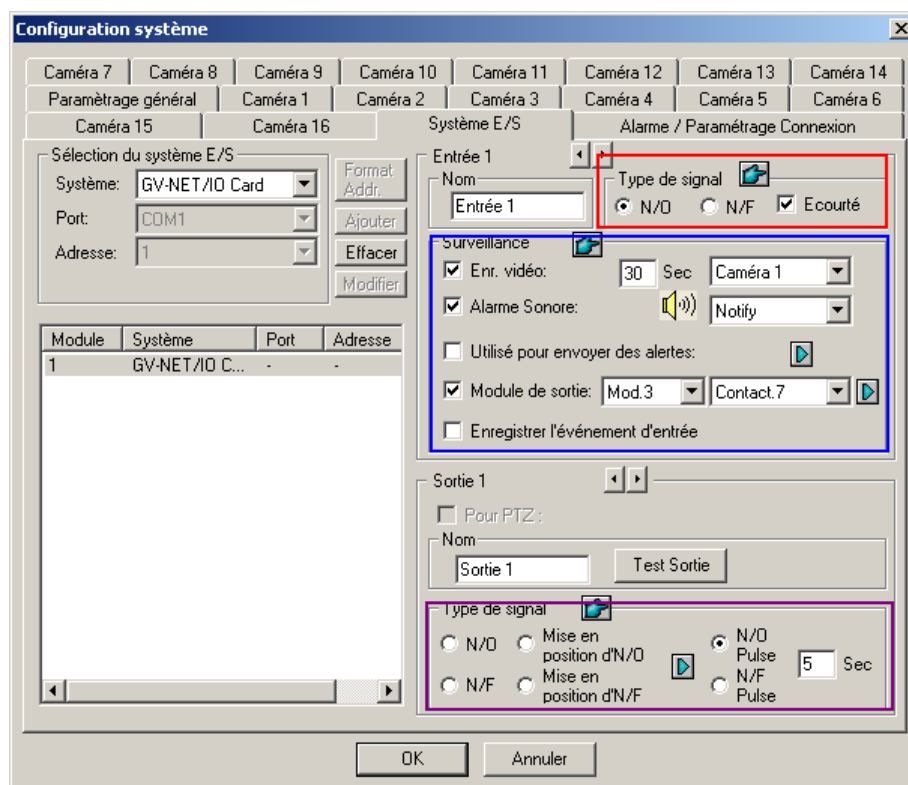 Configuration système
Caméra 7 Caméra 8 Caméra 9 Caméra 10 Caméra 11 Caméra 12 Caméra 13 Caméra 14
Paramètrage général Caméra 1 Caméra 2 Caméra 3 Caméra 4 Caméra 5 Caméra 6
Caméra 15 Caméra 16 Système E/S Alarme / Paramétrage Connexion
Sélection du système E/S
Système: GV-NET/IO Card
Port: COM1
Adresse: 1
Format Addr.
Ajouter
Effacer
Modifier
Module Système Port Adresse
1 GV-NET/IO C... - -
Entrée 1
Nom
Entrée 1
Type de signal
N/O N/F Ecourté
Surveillance
Enr. vidéo: 30 Sec Caméra 1
Alarme Sonore: Notify
Utilisé pour envoyer des alertes:
Module de sortie: Mod.3 Contact.7
Enregistrer l'événement d'entrée
Sortie 1
Pour PTZ :
Nom
Sortie 1 Test Sortie
Type de signal
N/O Mise en position d'N/O N/O Pulse 5 Sec
N/F Mise en position d'N/F N/F Pulse
OK Annuler